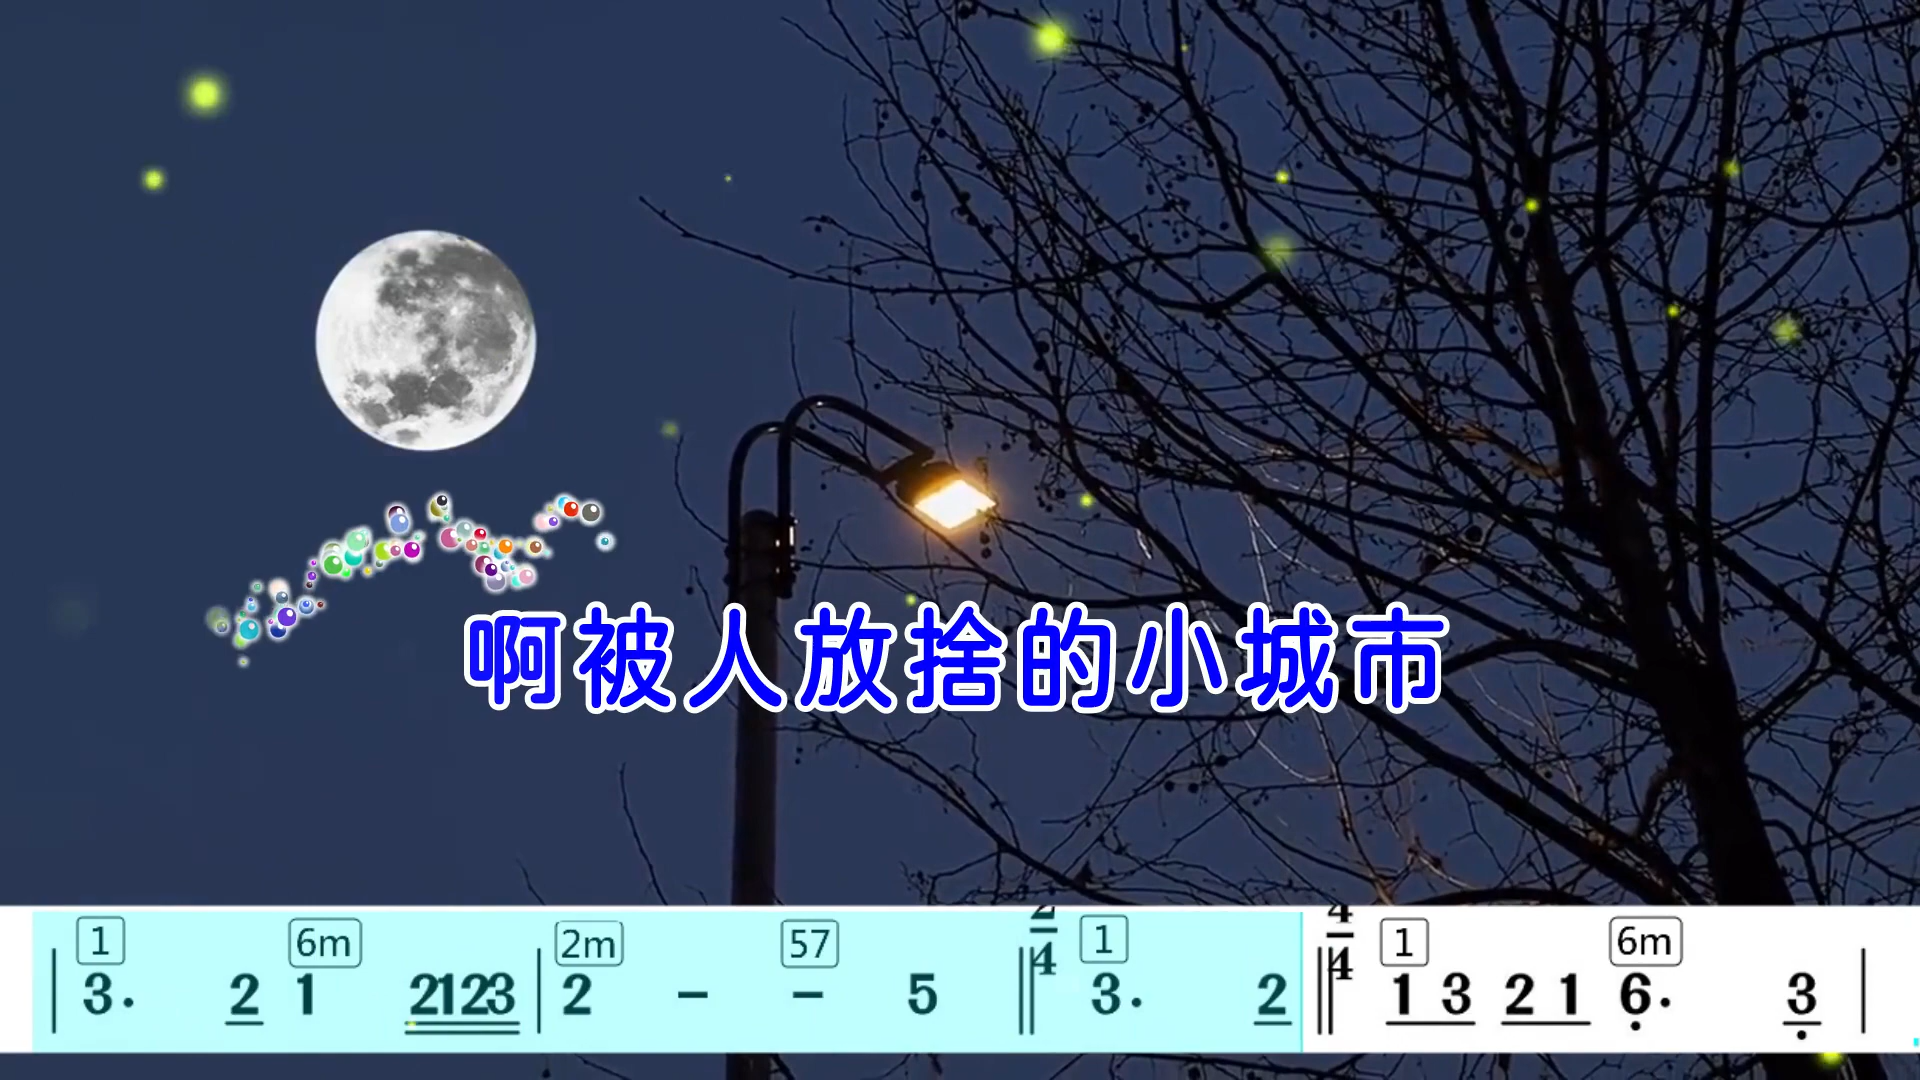 啊被人放捨的小城市
1 6m 2m 57 2/4 1 4/4 1 6m
| 3. 2 1 2123 | 2 - - 5 || 3. 2 || 1 3 2 1 6. 3 |